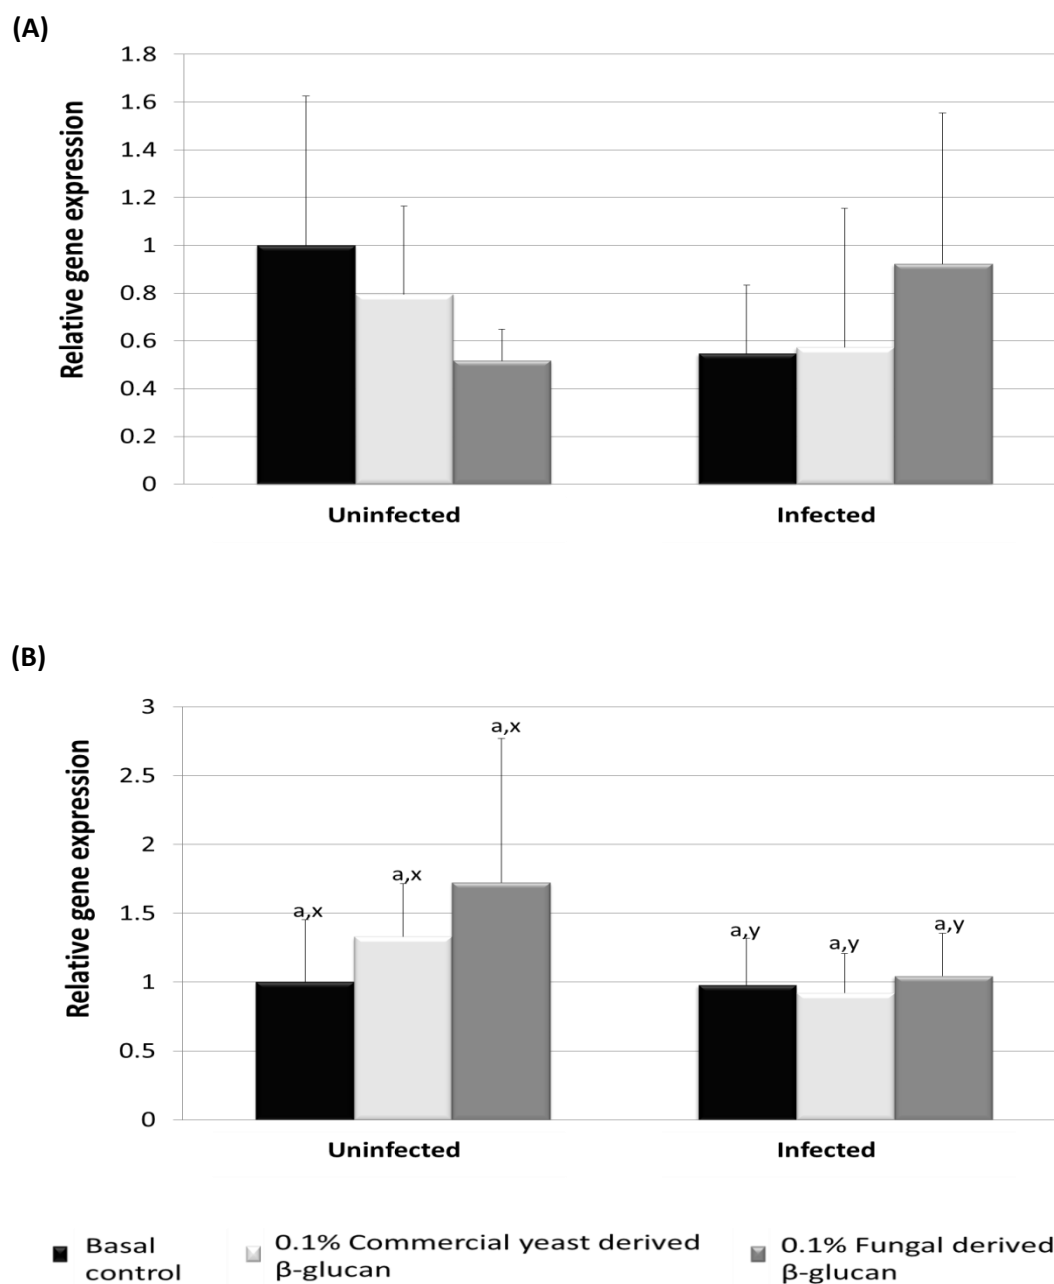 (A)
1.8
1.6
1.4
1.2
1
0.8
0.6
0.4
0.2
0
Relative gene expression
Uninfected Infected
(B)
3
2.5
2
1.5
1
0.5
0
Relative gene expression
a,x
a,x
a,x
a,y
a,y
a,y
Uninfected Infected
Basal
control
0.1% Commercial yeast derived
β-glucan
0.1% Fungal derived
β-glucan